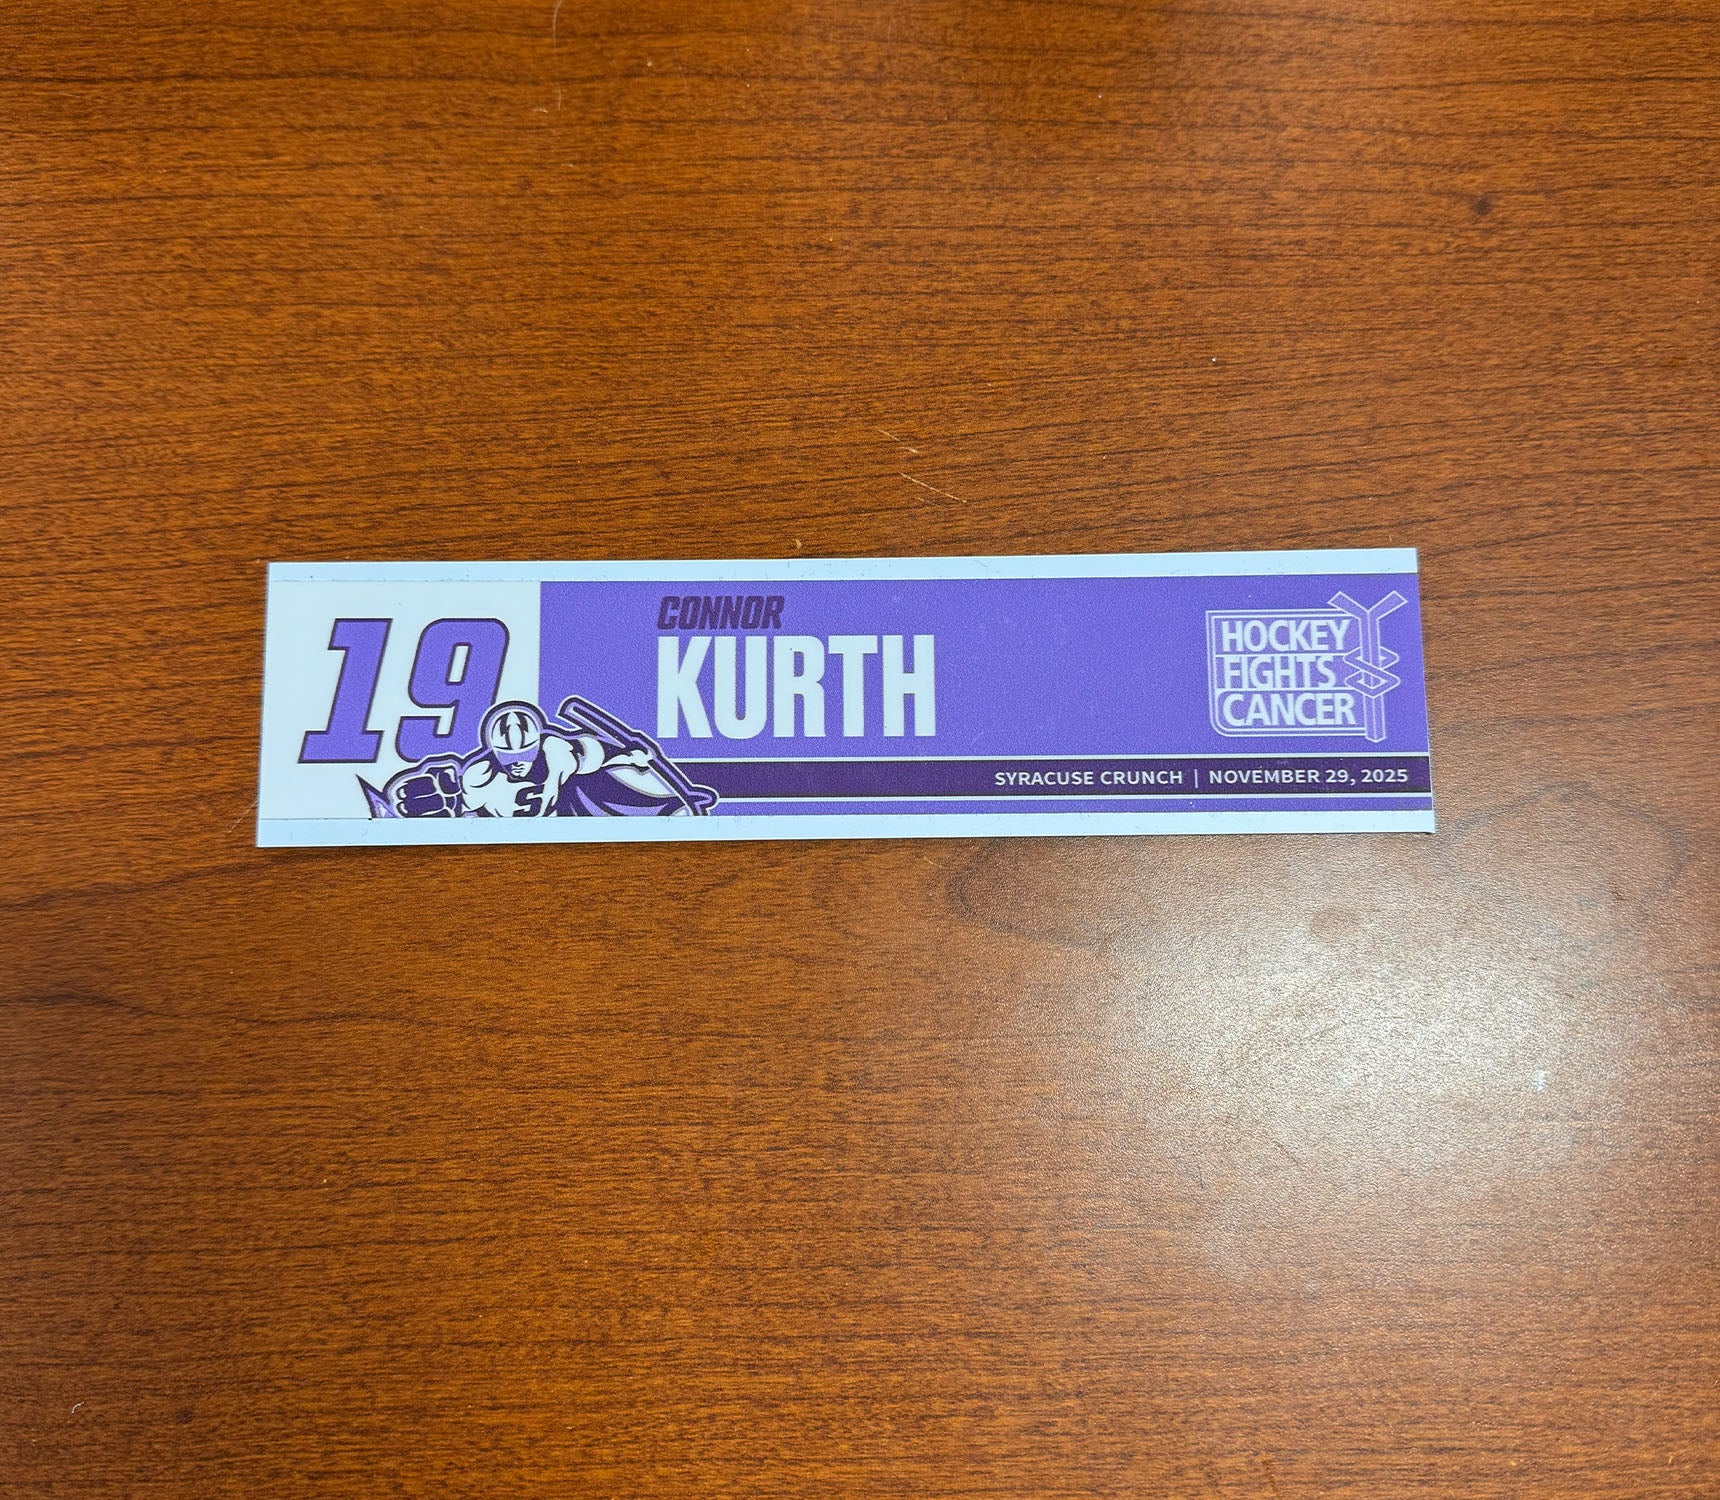 19
CONNOR
KURTH
HOCKEY
FIGHTS
CANCER
S
SYRACUSE CRUNCH | NOVEMBER 29, 2025